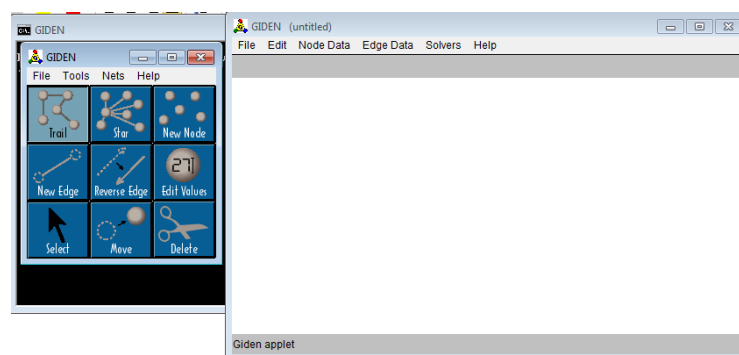 GIDEN
GIDEN
File Tools Nets Help
Trail Star New Node
New Edge Reverse Edge Edit Values
27
Select Move Delete
GIDEN (untitled)
File Edit Node Data Edge Data Solvers Help
Giden applet